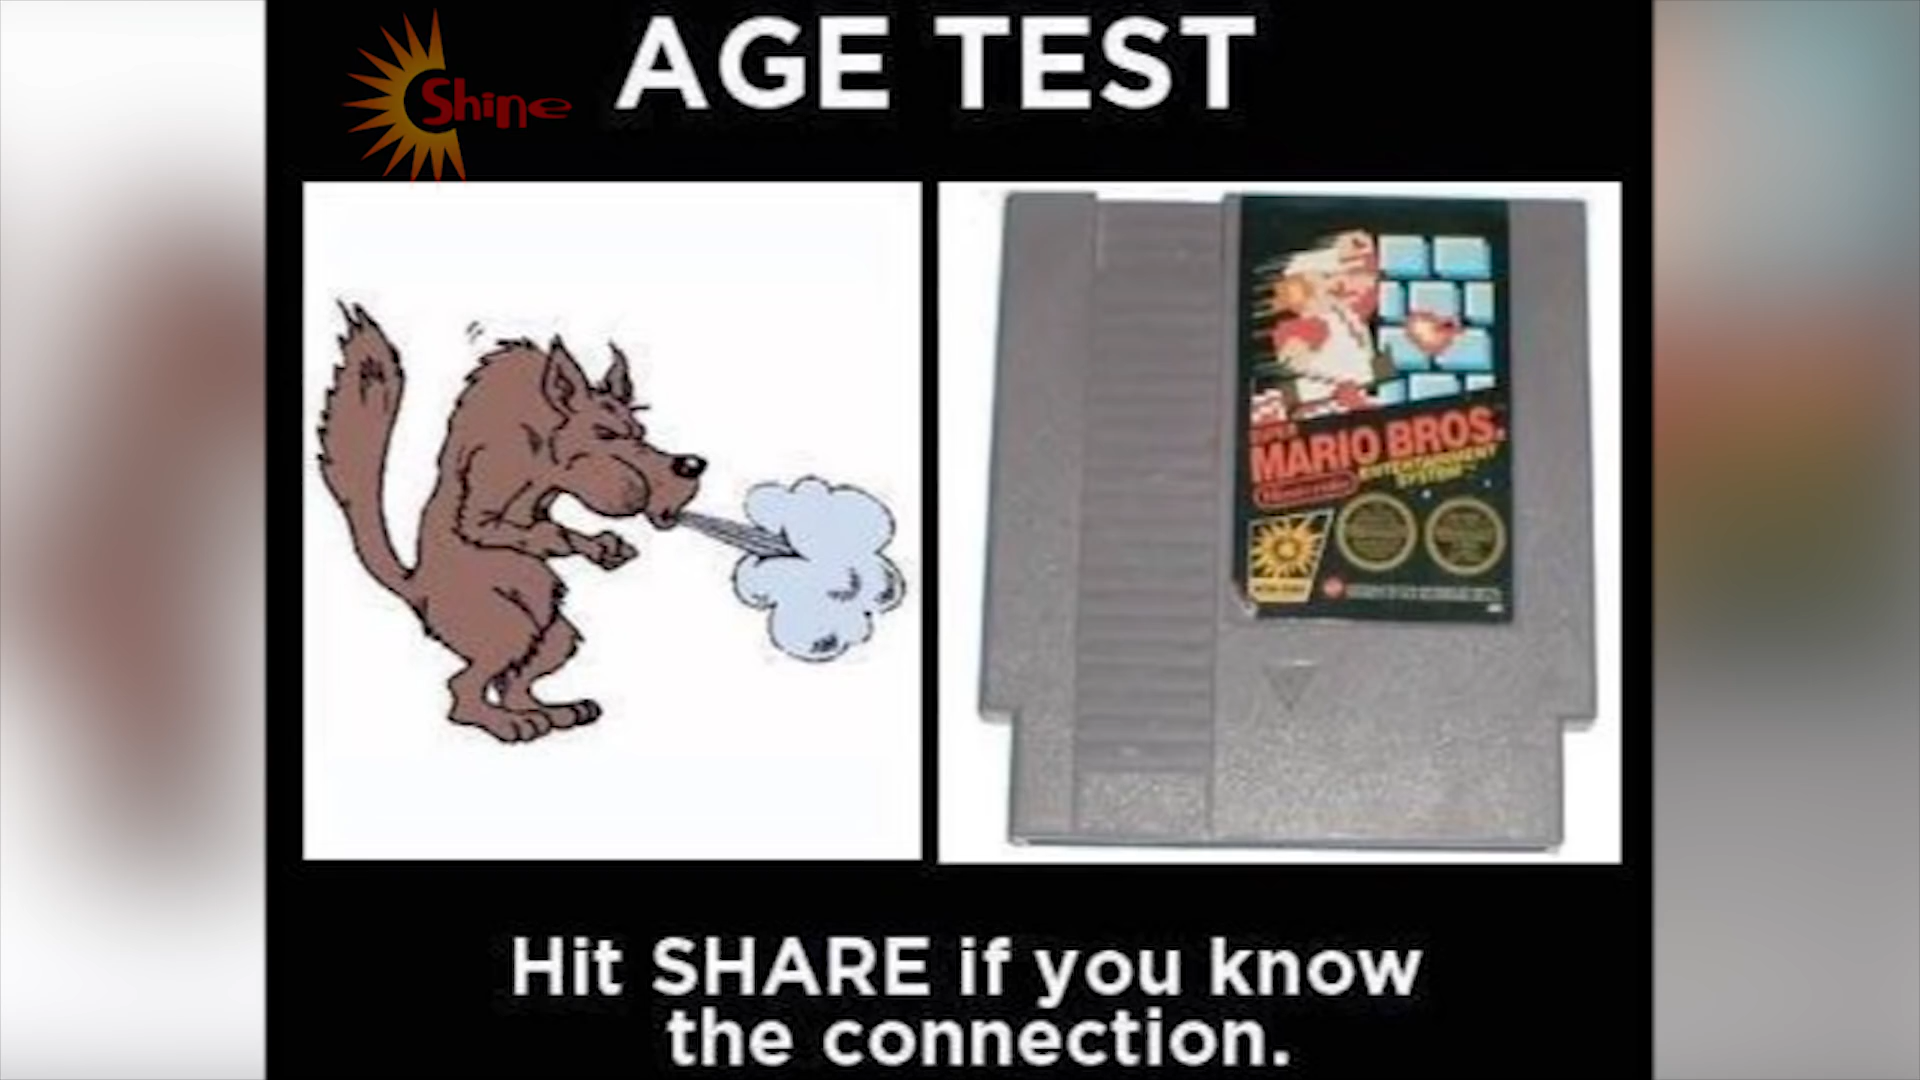 Shine
AGE TEST
SUPER
MARIO BROS.
ENTERTAINMENT
SYSTEM
Nintendo
Hit SHARE if you know
the connection.